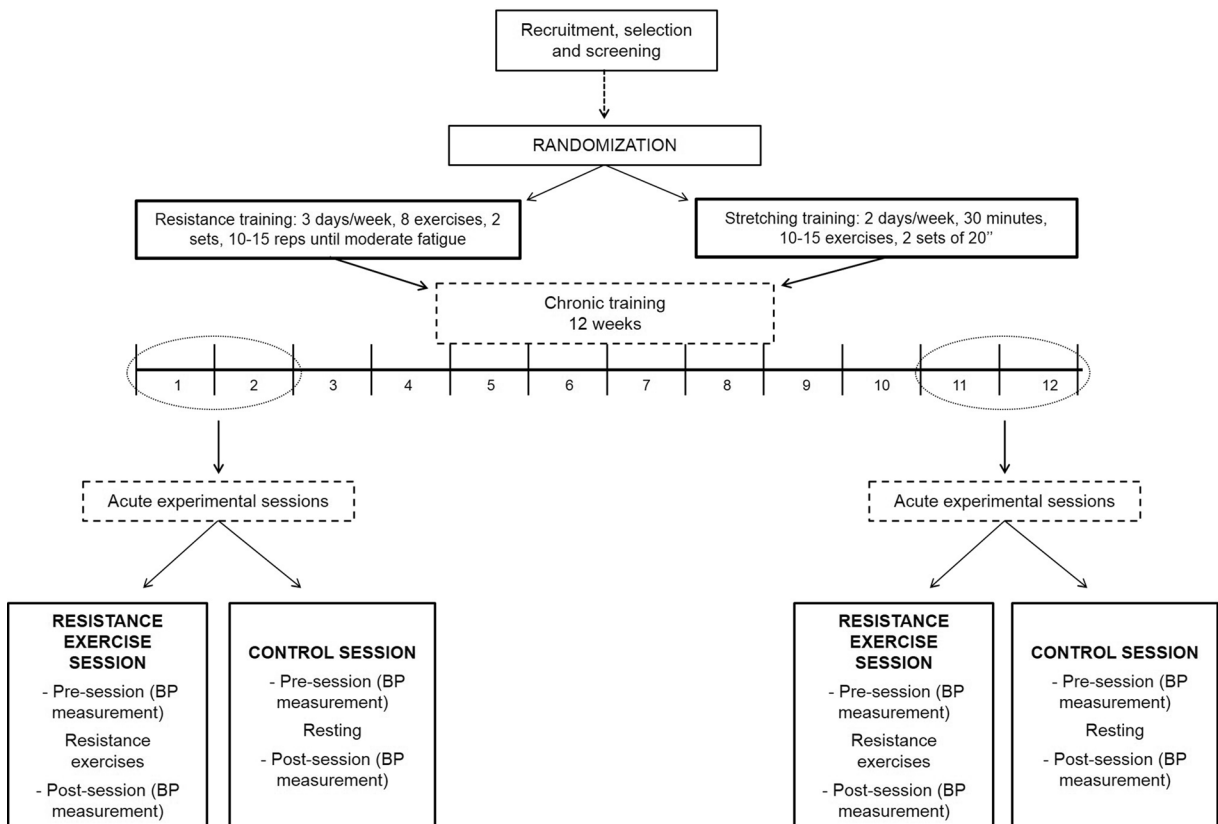 Recruitment, selection
and screening
RANDOMIZATION
Resistance training: 3 days/week, 8 exercises, 2
sets, 10-15 reps until moderate fatigue
Stretching training: 2 days/week, 30 minutes,
10-15 exercises, 2 sets of 20’’
Chronic training
12 weeks
1 2 3 4 5 6 7 8 9 10 11 12
Acute experimental sessions
Acute experimental sessions
RESISTANCE
EXERCISE
SESSION
- Pre-session (BP
measurement)
Resistance
exercises
- Post-session (BP
measurement)
CONTROL SESSION
- Pre-session (BP
measurement)
Resting
- Post-session (BP
measurement)
RESISTANCE
EXERCISE
SESSION
- Pre-session (BP
measurement)
Resistance
exercises
- Post-session (BP
measurement)
CONTROL SESSION
- Pre-session (BP
measurement)
Resting
- Post-session (BP
measurement)